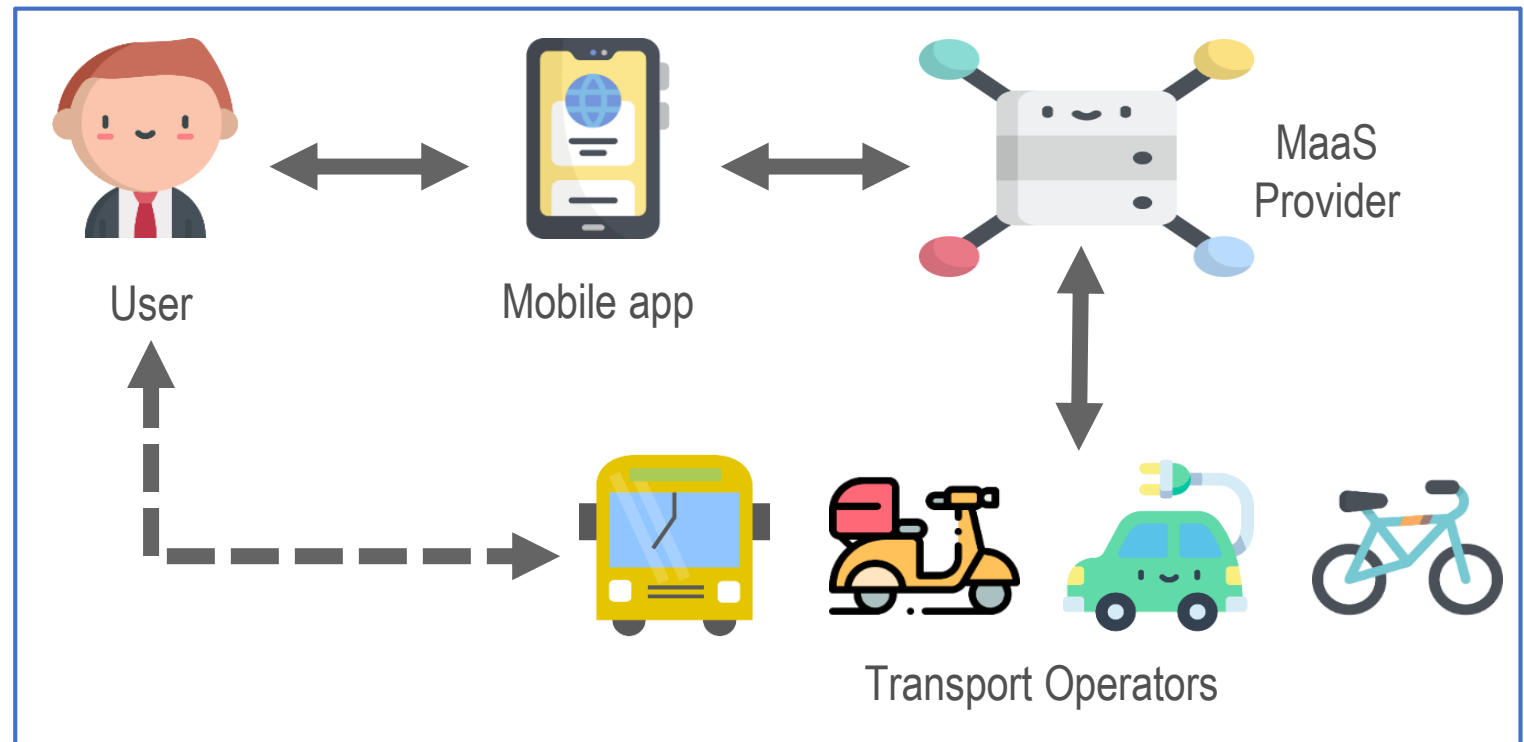 User
Mobile app
MaaS
Provider
Transport Operators